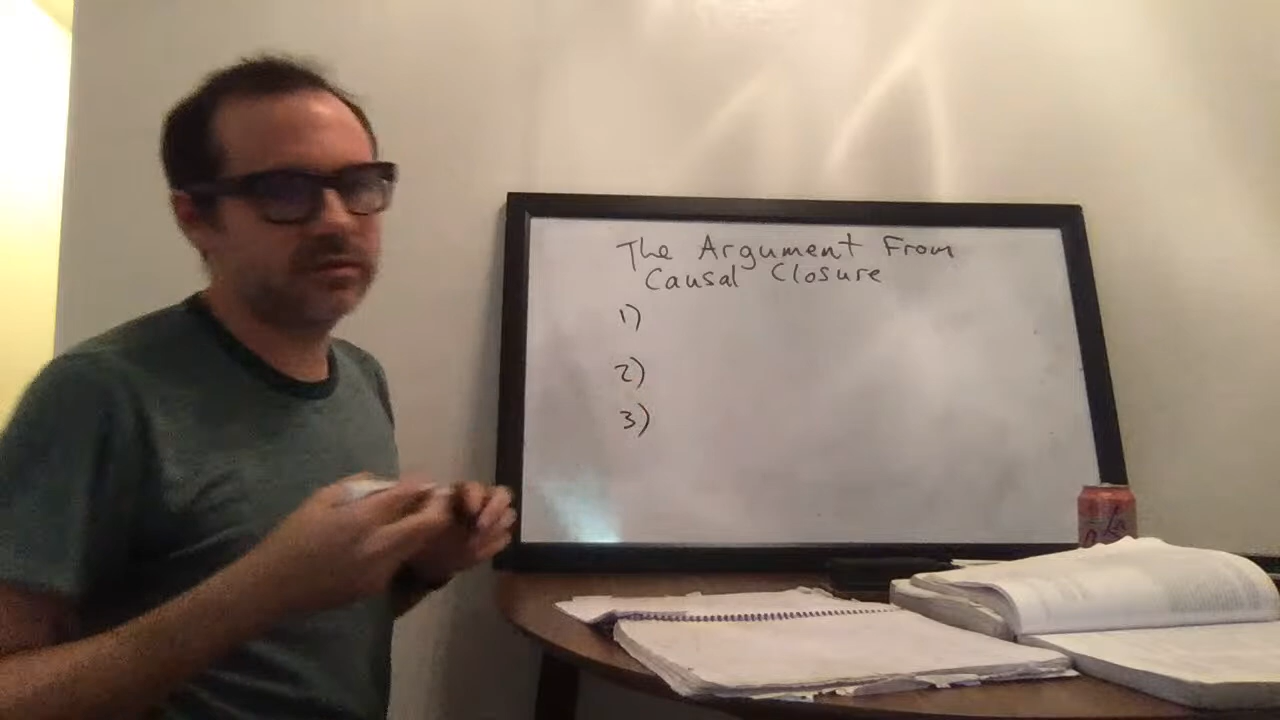 The Argument From
Causal Closure
1)
2)
3)